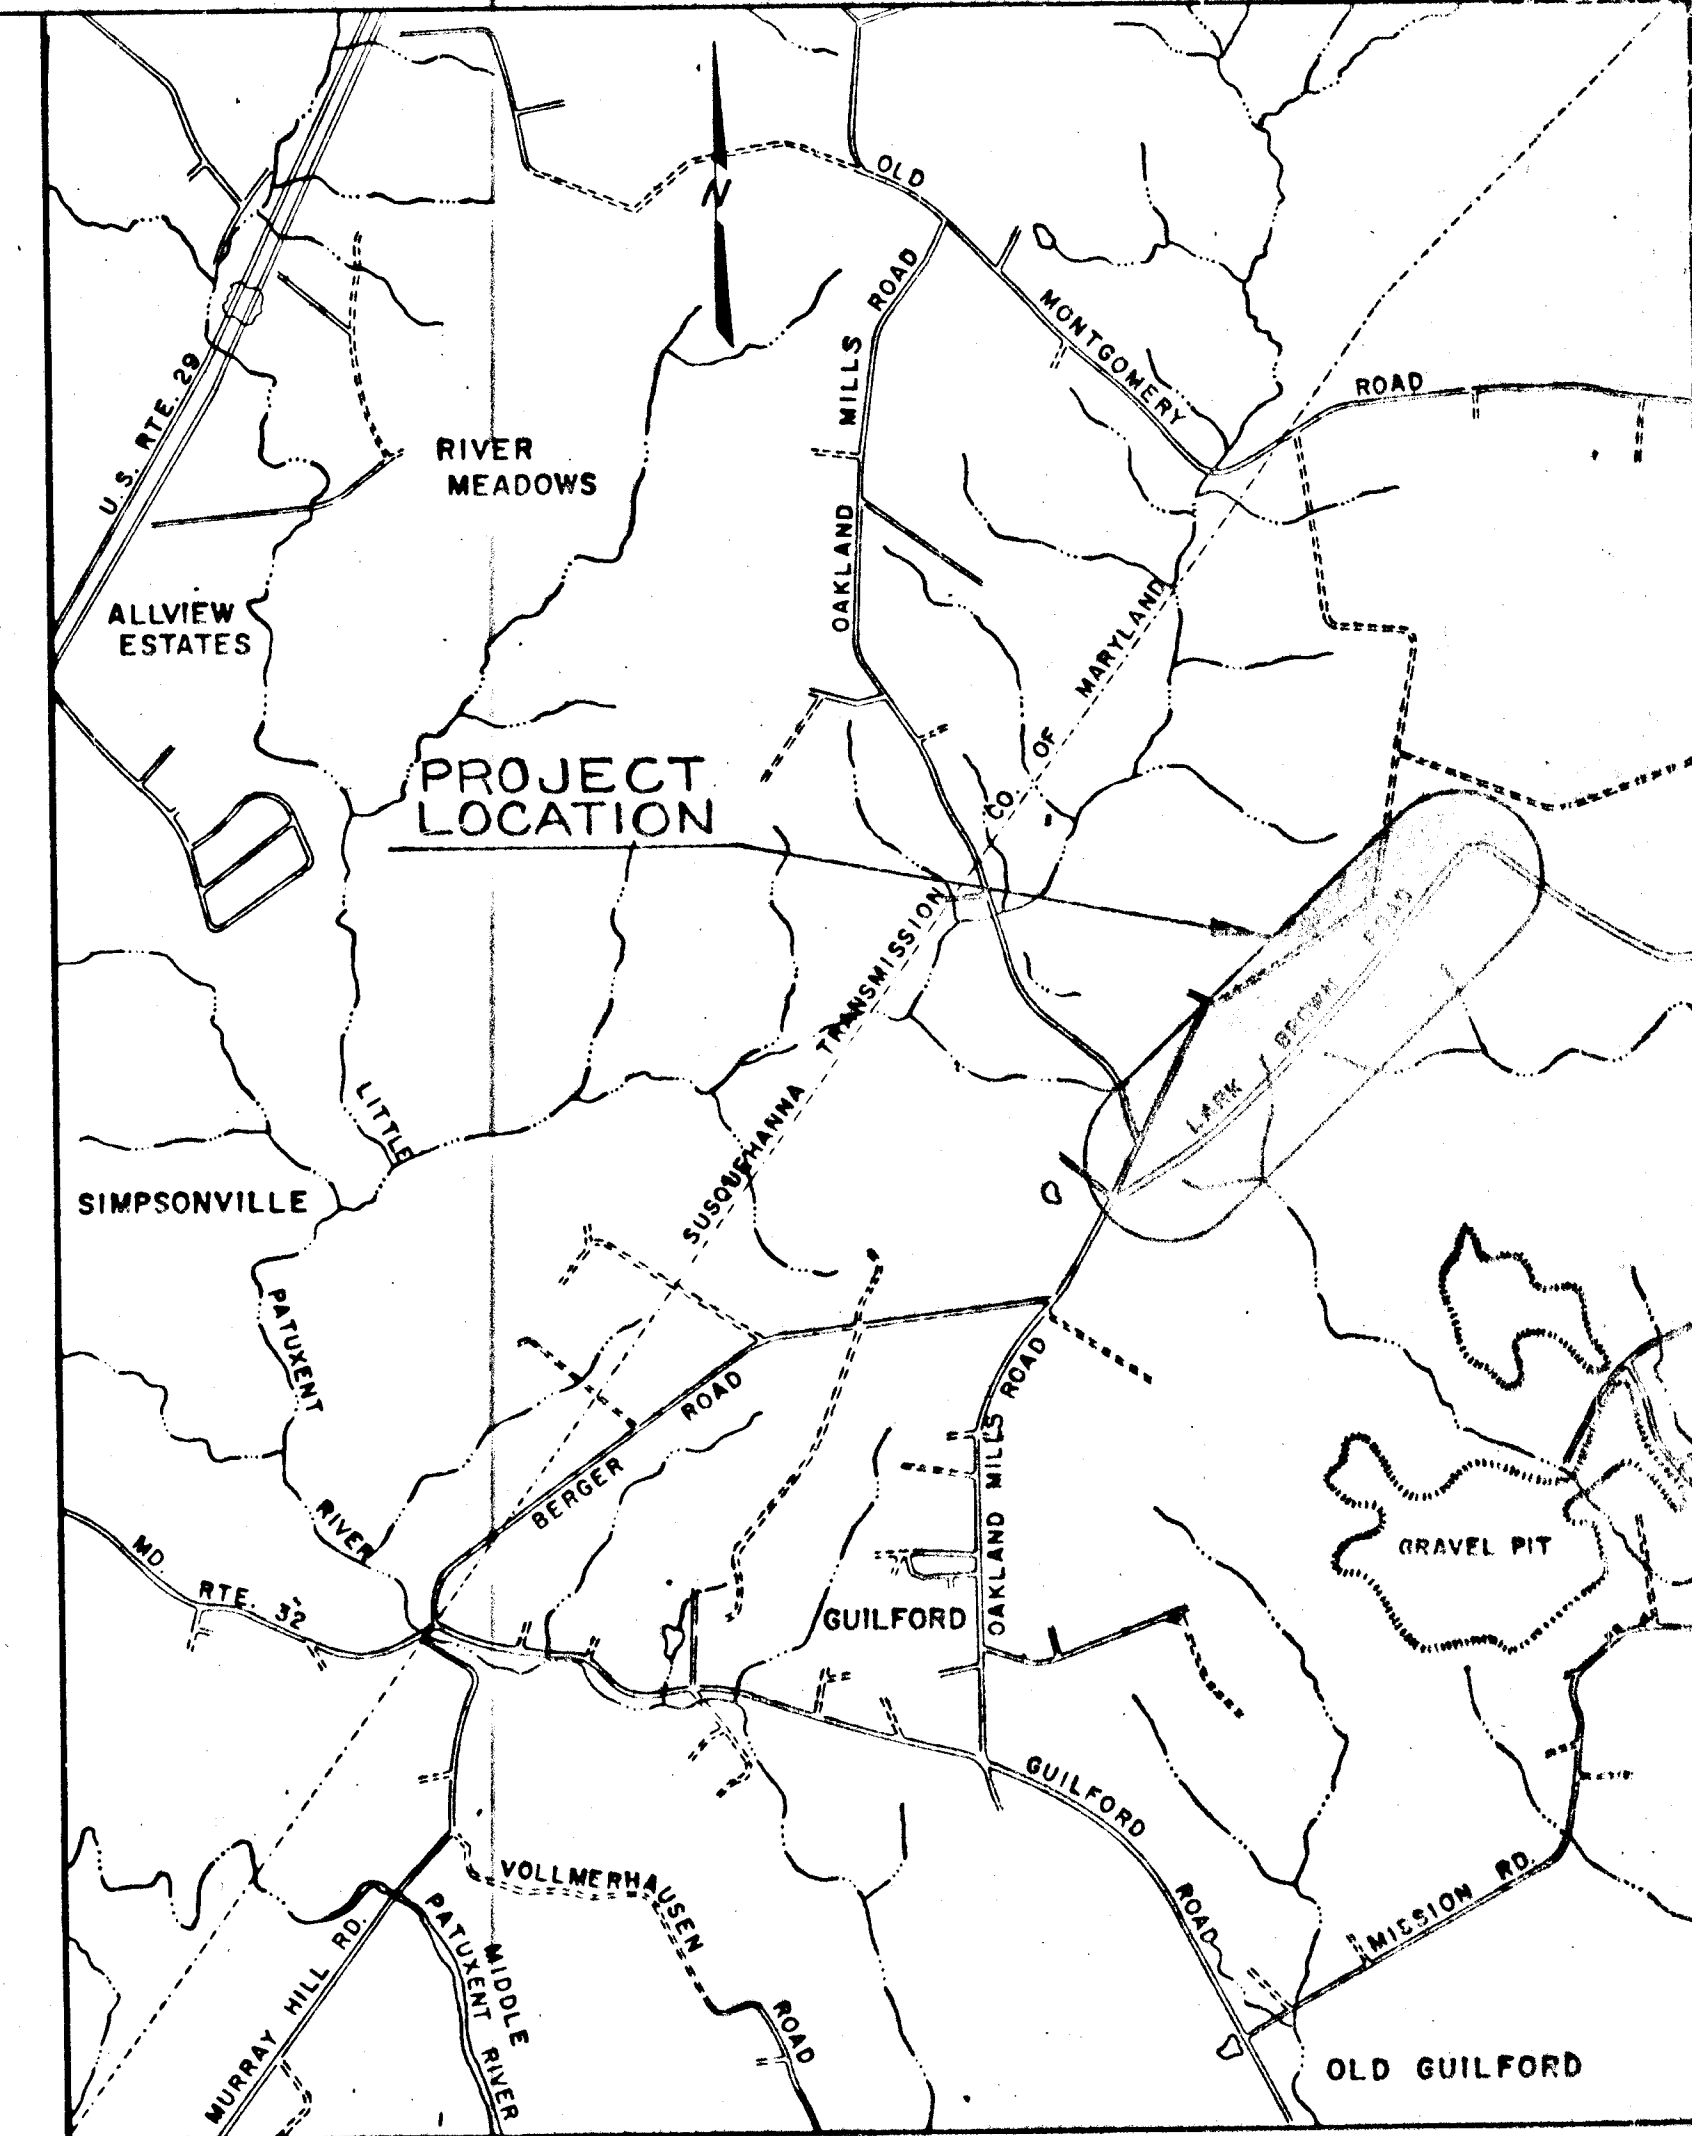 OLD
MONTGOMERY
ROAD
N
OAKLAND MILLS ROAD
U.S. RTE. 29
RIVER
MEADOWS
ALLVIEW
ESTATES
PROJECT
LOCATION
SUSQUEHANNA TRANSMISSION CO. OF MARYLAND
LARK BROWN ROAD
LITTLE
PATUXENT
RIVER
SIMPSONVILLE
BERGER ROAD
OAKLAND MILLS ROAD
GRAVEL PIT
MD. RTE. 32
GUILFORD
GUILFORD ROAD
VOLLMERHAUSEN ROAD
MISSION RD.
MURRAY HILL RD.
MIDDLE
PATUXENT RIVER
OLD GUILFORD